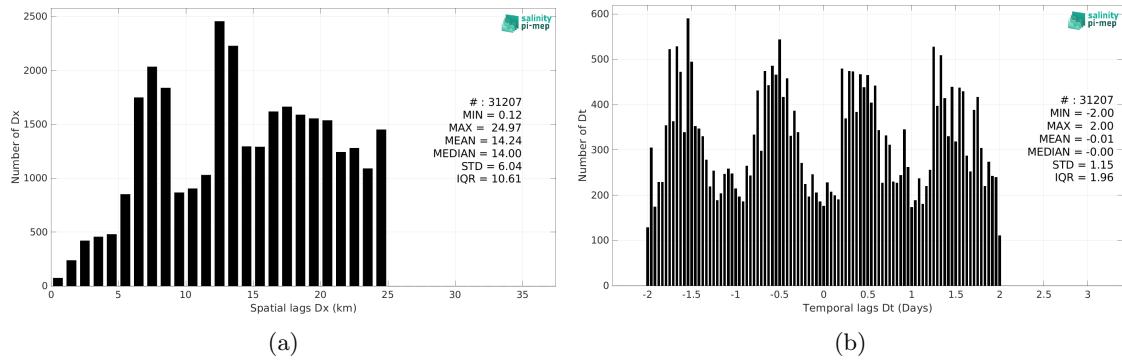 2500
2000
1500
1000
500
0
Number of Dx
0 5 10 15 20 25 30 35
Spatial lags Dx (km)
salinity
pi-mep
# : 31207
MIN = 0.12
MAX = 24.97
MEAN = 14.24
MEDIAN = 14.00
STD = 6.04
IQR = 10.61
(a)
600
500
400
300
200
100
0
Number of Dt
-2 -1.5 -1 -0.5 0 0.5 1 1.5 2 2.5 3
Temporal lags Dt (Days)
salinity
pi-mep
# : 31207
MIN = -2.00
MAX = 2.00
MEAN = -0.01
MEDIAN = -0.00
STD = 1.15
IQR = 1.96
(b)